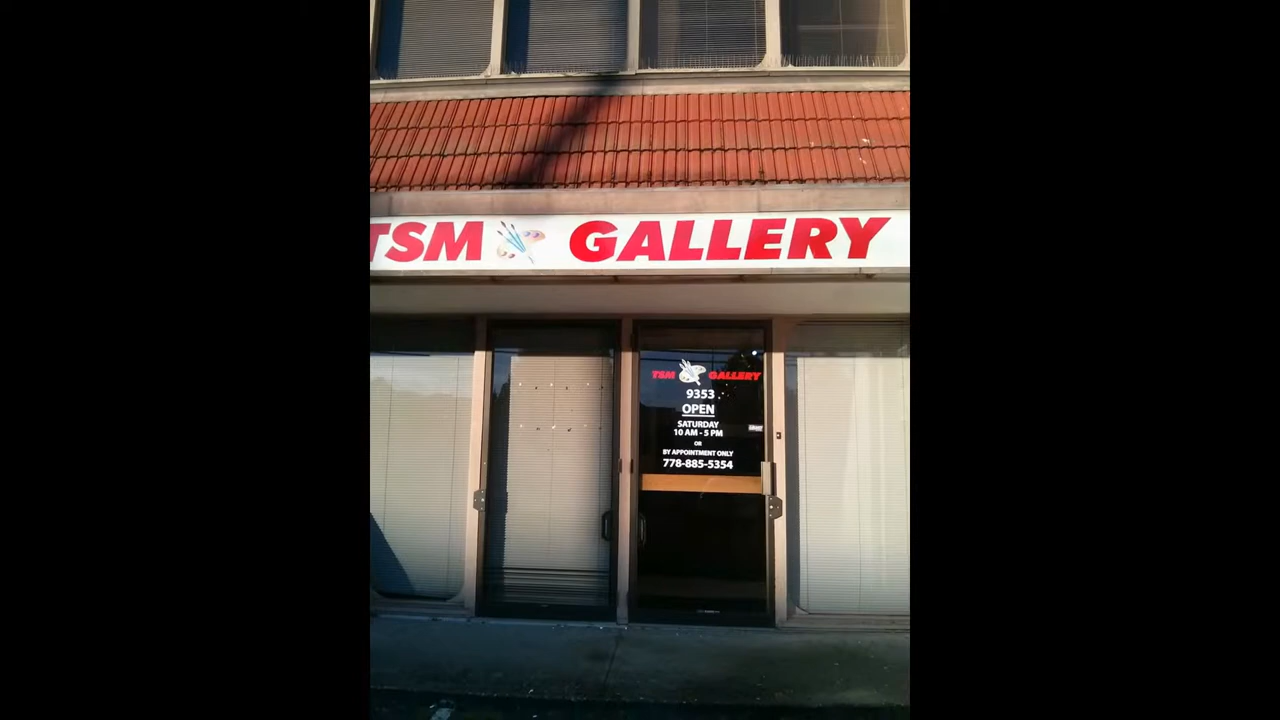 TSM GALLERY
TSM GALLERY
9353
OPEN
SATURDAY
10 AM - 5 PM
OR
BY APPOINTMENT ONLY
778-885-5354